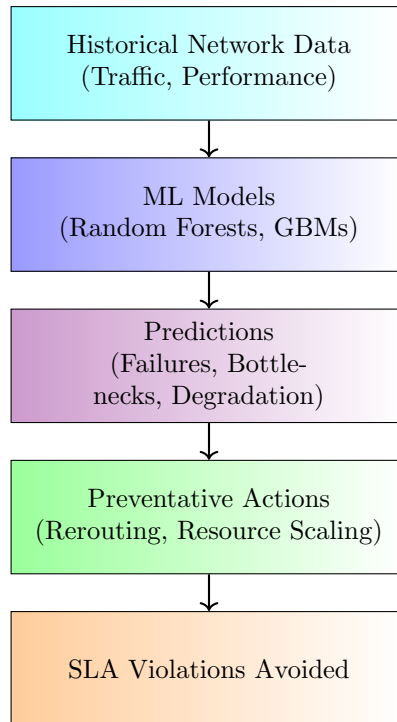 Historical Network Data
(Traffic, Performance)
ML Models
(Random Forests, GBMs)
Predictions
(Failures, Bottle-
necks, Degradation)
Preventative Actions
(Rerouting, Resource Scaling)
SLA Violations Avoided